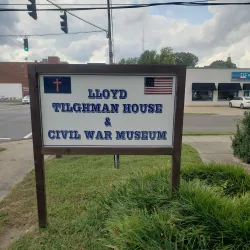 LLOYD
TILGHMAN HOUSE
&
CIVIL WAR MUSEUM